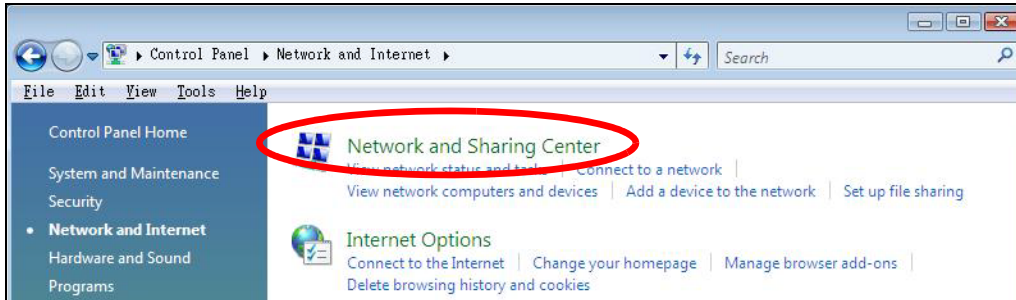 Control Panel Network and Internet Search
File Edit View Tools Help
Control Panel Home
System and Maintenance
Security
Network and Internet
Hardware and Sound
Programs
Network and Sharing Center
View network status and tasks Connect to a network
View network computers and devices Add a device to the network Set up file sharing
Internet Options
Connect to the Internet Change your homepage Manage browser add-ons
Delete browsing history and cookies